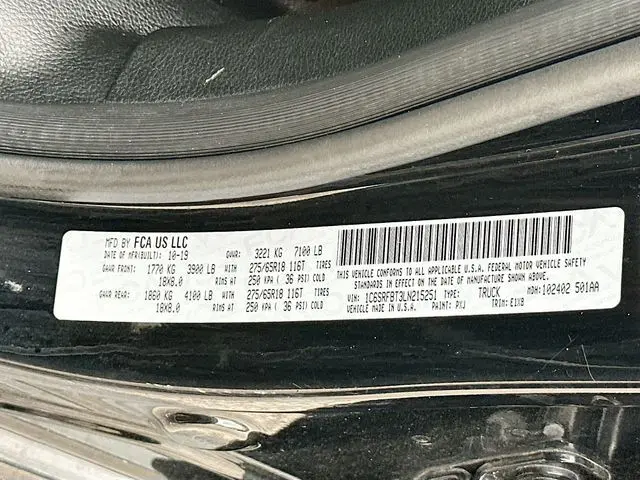 MFD BY FCA US LLC
DATE OF MFR(BUILT): 10-19 GVWR: 3221 KG 7100 LB
GAWR FRONT: 1770 KG 3900 LB WITH 275/65R18 116T TIRES
18X8.0 RIMS AT 250 KPA ( 36 PSI) COLD
GAWR REAR: 1860 KG 4100 LB WITH 275/65R18 116T TIRES
18X8.0 RIMS AT 250 KPA ( 36 PSI) COLD
THIS VEHICLE CONFORMS TO ALL APPLICABLE U.S.A. FEDERAL MOTOR VEHICLE SAFETY
STANDARDS IN EFFECT ON THE DATE OF MANUFACTURE SHOWN ABOVE.
VIN: 1C6SRFBT3LN215251 TYPE: TRUCK MDH: 102402 501AA
VEHICLE MADE IN U.S.A. PAINT: PXJ TRIM: E1X8